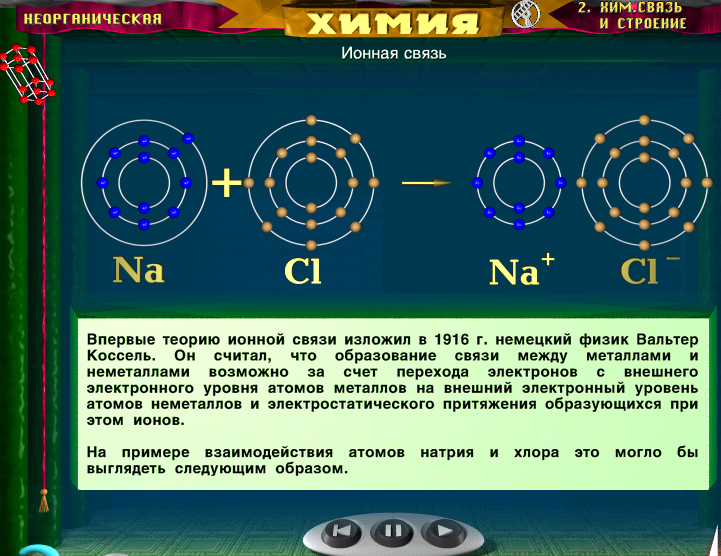 НЕОРГАНИЧЕСКАЯ
ХИМИЯ
2. ХИМ.СВЯЗЬ
И СТРОЕНИЕ
Ионная связь
+
Na
Cl
Na+
Cl−
Впервые теорию ионной связи изложил в 1916 г. немецкий физик Вальтер
Коссель. Он считал, что образование связи между металлами и
неметаллами возможно за счет перехода электронов с внешнего
электронного уровня атомов металлов на внешний электронный уровень
атомов неметаллов и электростатического притяжения образующихся при
этом ионов.
На примере взаимодействия атомов натрия и хлора это могло бы
выглядеть следующим образом.